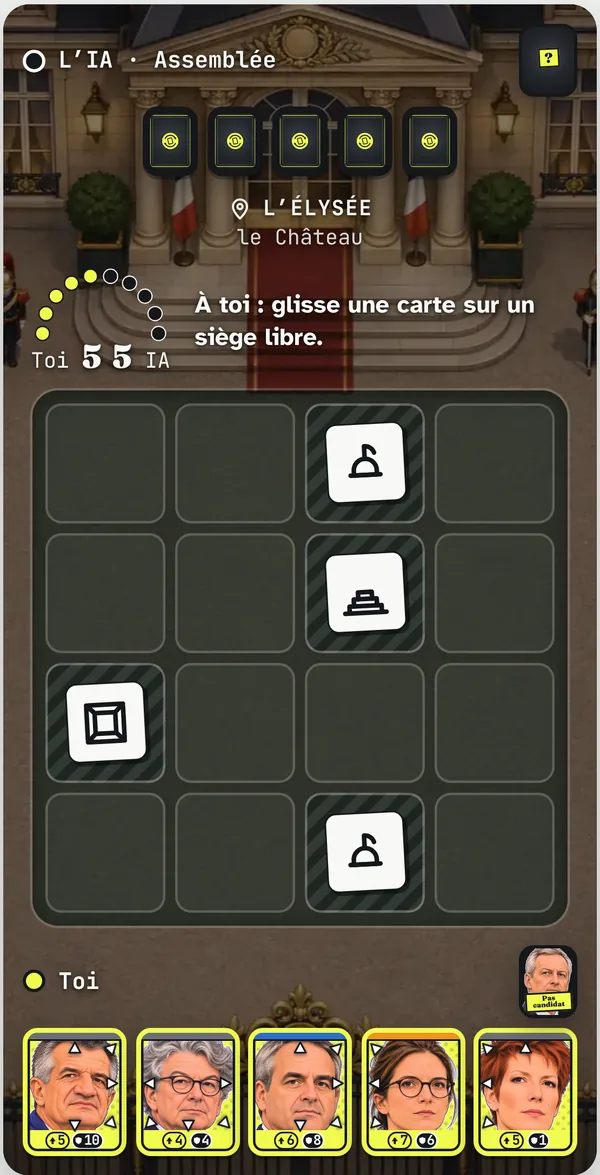 L’IA · Assemblée
?
L’ÉLYSÉE
le Château
À toi : glisse une carte sur un
siège libre.
Toi 5 5 IA
Toi
Pas
candidat
5 10
4 4
6 8
7 6
5 1